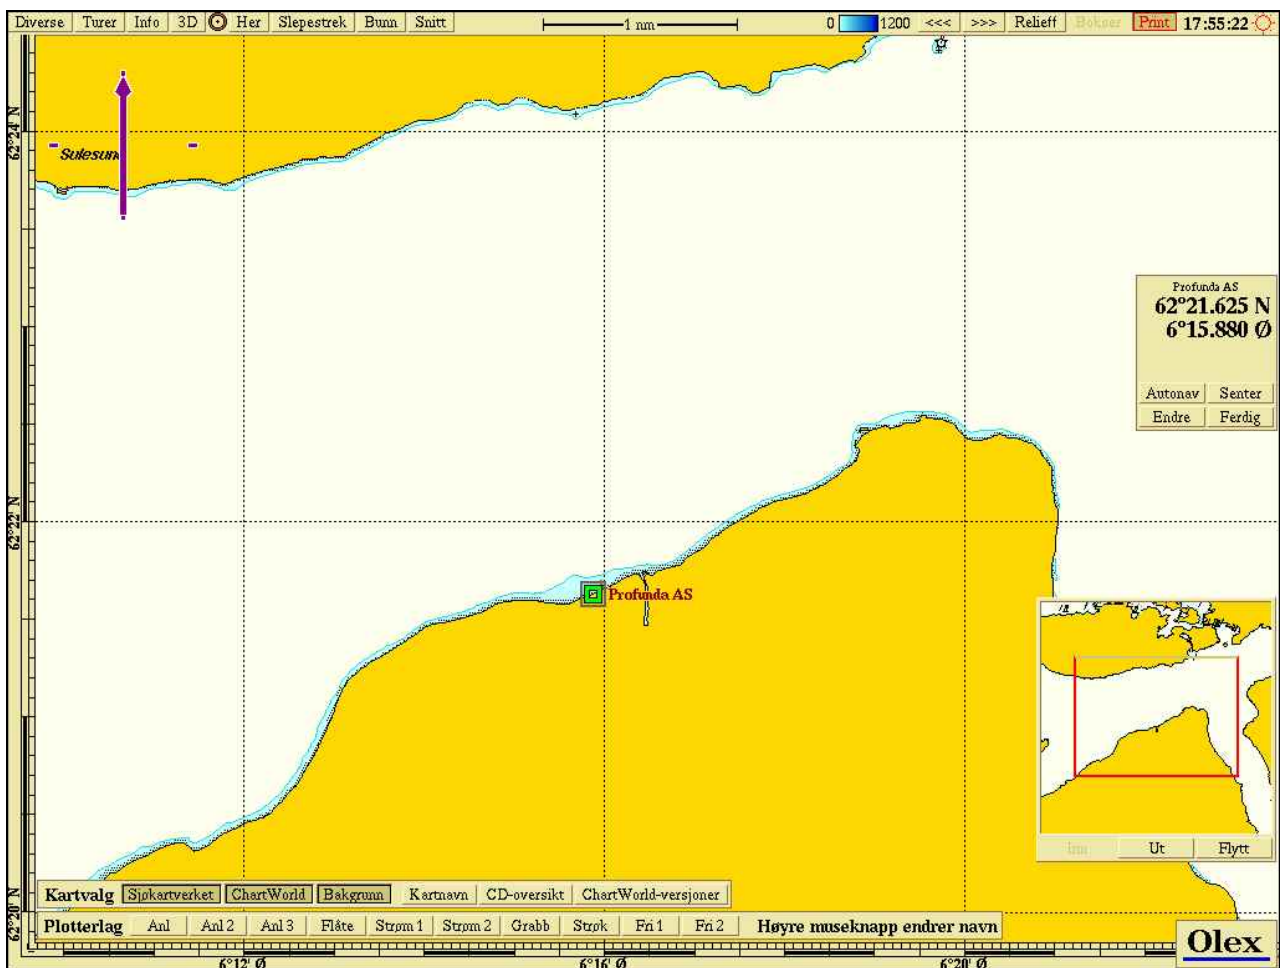 Diverse Turer Info 3D Her Slepestrek Bunn Snitt 1 nm 0 1200 <<< >>> Relieff Bokser Print 17:55:22
62°24' N
Sulesund
Profunda AS
62°21.625 N
6°15.880 Ø
Autonav Senter
Endre Ferdig
62°22' N
Profunda AS
Inn Ut Flytt
Kartvalg Sjøkartverket ChartWorld Bakgrunn Kartnavn CD-oversikt ChartWorld-versjoner
62°20' N
Plotterlag Anl Anl 2 Anl 3 Flåte Strøm 1 Strøm 2 Grabb Strøk Fri 1 Fri 2 Høyre museknapp endrer navn
Olex
6°12' Ø 6°16' Ø 6°20' Ø